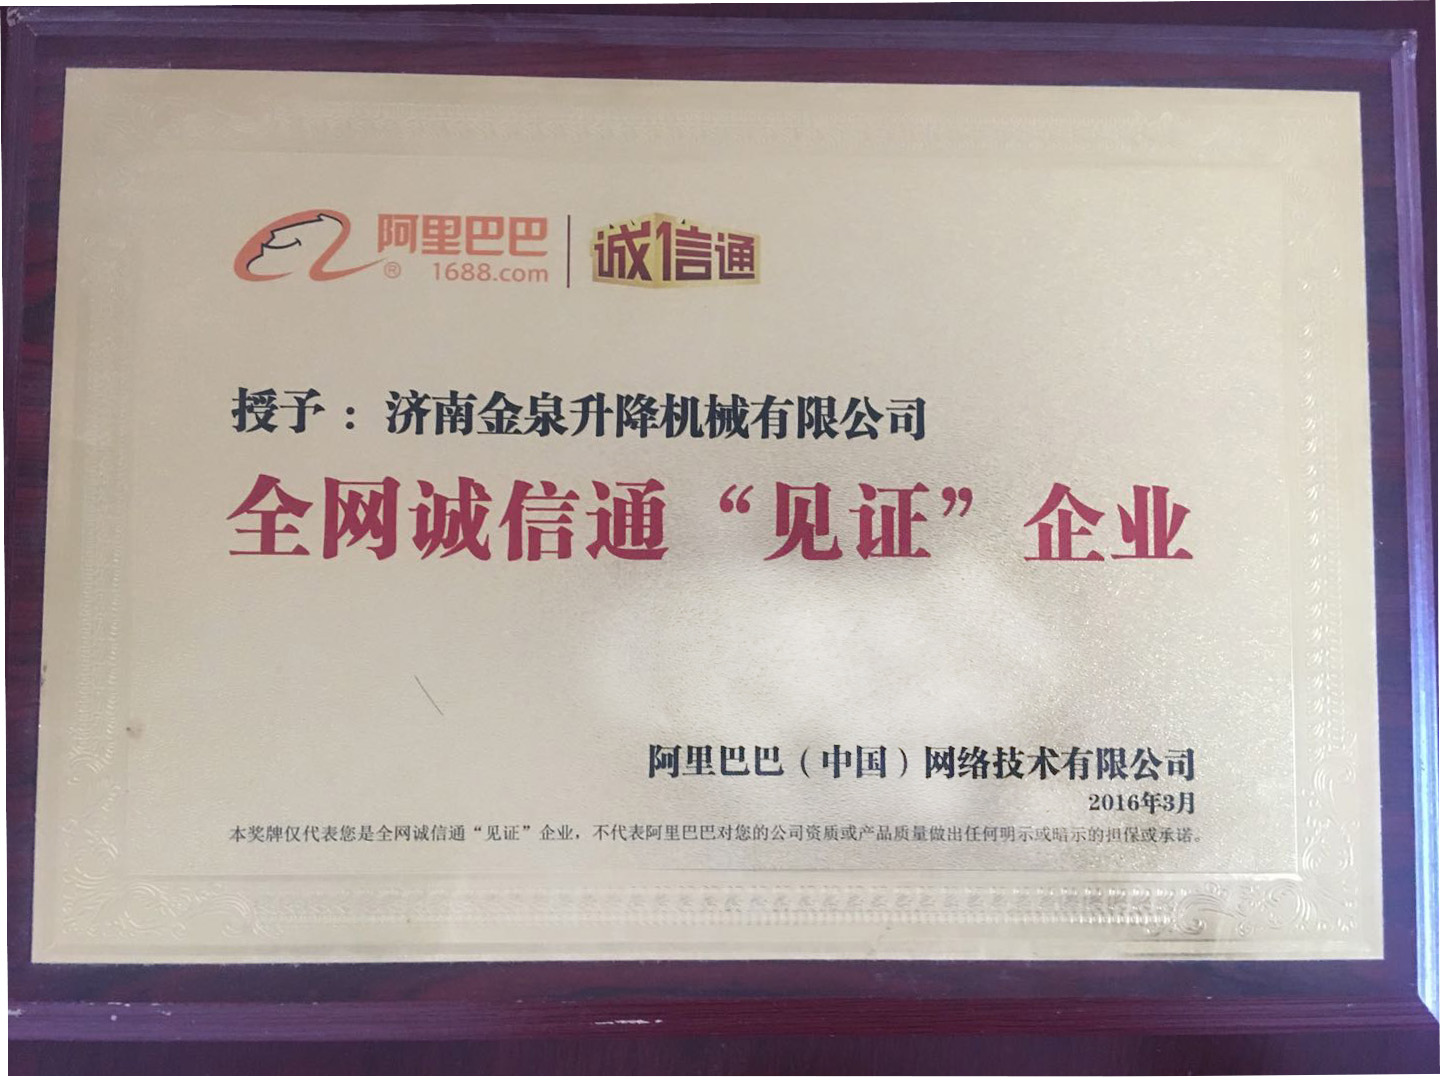 阿里巴巴 诚信通
® 1688.com
授予：济南金泉升降机械有限公司
全网诚信通“见证”企业
阿里巴巴（中国）网络技术有限公司
2016年3月
本奖牌仅代表您是全网诚信通“见证”企业，不代表阿里巴巴对您的公司资质或产品质量做出任何明示或暗示的担保或承诺。